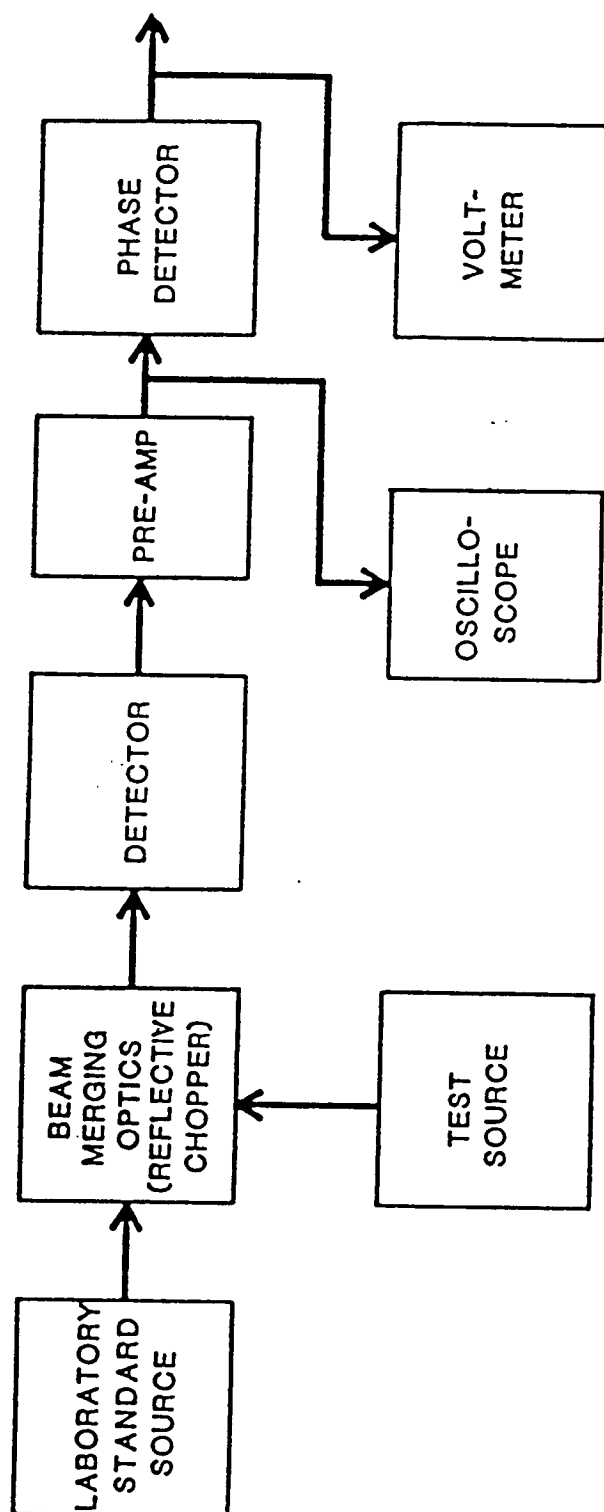 LABORATORY
STANDARD
SOURCE
BEAM
MERGING
OPTICS
(REFLECTIVE
CHOPPER)
TEST
SOURCE
DETECTOR
PRE-AMP
OSCILLO-
SCOPE
PHASE
DETECTOR
VOLT-
METER